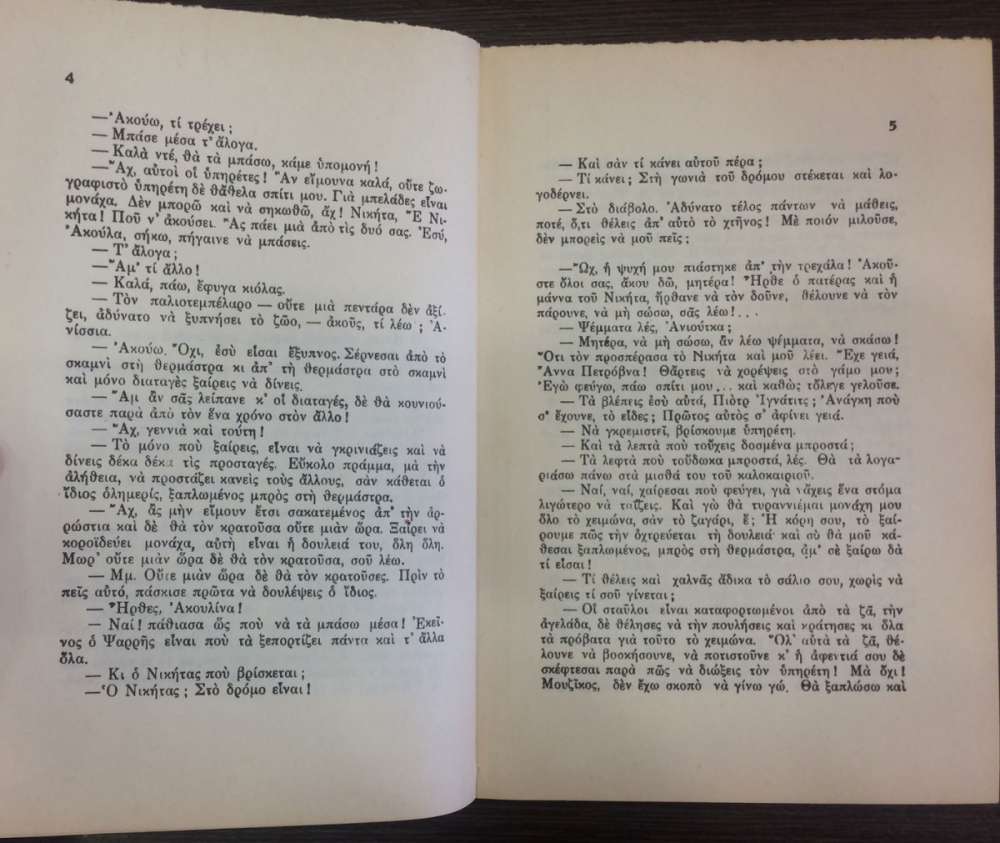 4
—Ἀκούω, τί τρέχει;
— Μπάσε μέσα τ' ἄλογα.
— Καλὰ ντέ, θὰ τὰ μπάσω, κάμε ὑπομονή!
—Ἄχ, αὐτοὶ οἱ ὑπηρέτες! Ἂν εἴμουνα καλά, οὔτε ζω-
γραφιστὸ ὑπηρέτη δὲ θἄθελα σπίτι μου. Γιὰ μπελάδες εἶναι
μονάχα. Δὲν μπορῶ καὶ νὰ σηκωθῶ, ἄχ! Νικήτα, Ἒ Νι-
κήτα! Ποῦ ν' ἀκούσει. Ἂς πάει μιὰ ἀπὸ τὶς δυό σας. Ἐσύ,
Ἀκούλα, σήκω, πήγαινε νὰ μπάσεις.
— Τ' ἄλογα;
—Ἂμ' τί ἄλλο!
— Καλά, πάω, ἔφυγα κιόλας.
— Τὸν παλιοτεμπέλαρο — οὔτε μιὰ πεντάρα δὲν ἀξί-
ζει, ἀδύνατο νὰ ξυπνήσει τὸ ζῶο, — ἀκοῦς, τί λέω; Ἀ-
νίσσια.
— Ἀκούω. Ὄχι, ἐσὺ εἶσαι ἔξυπνος. Σέρνεσαι ἀπὸ τὸ
σκαμνὶ στὴ θερμάστρα κι ἀπ' τὴ θερμάστρα στὸ σκαμνὶ
καὶ μόνο διαταγὲς ξαίρεις νὰ δίνεις.
— Ἂμ ἂν σᾶς λείπανε κ' οἱ διαταγές, δὲ θὰ κουνιού-
σαστε παρὰ ἀπὸ τὸν ἕνα χρόνο στὸν ἄλλο!
— Ἄχ, γεννιὰ καὶ τούτη!
— Τὸ μόνο ποὺ ξαίρεις, εἶναι νὰ γκρινιάζεις καὶ νὰ
δίνεις δέκα δέκα τὶς προσταγές. Εὔκολο πράμμα, μὰ τὴν
ἀλήθεια, νὰ προστάζει κανεὶς τοὺς ἄλλους, σὰν κάθεται ὁ
ἴδιος ὁλημερίς, ξαπλωμένος μπρὸς στὴ θερμάστρα.
— Ἄχ, ἂς μὴν εἴμουν ἔτσι σακατεμένος ἀπ' τὴν ἀρ-
ρώστια καὶ δὲ θὰ τὸν κρατοῦσα οὔτε μιὰν ὥρα. Ξαίρει νὰ
κοροϊδεύει μονάχα, αὐτὴ εἶναι ἡ δουλειά του, ὅλη ὅλη.
Μωρ' οὔτε μιὰν ὥρα δὲ θὰ τὸν κρατοῦσα, σοῦ λέω.
— Μμ. Οὔτε μιὰν ὥρα δὲ θὰ τὸν κρατοῦσες. Πρὶν τὸ
πεῖς αὐτό, πάσκισε πρῶτα νὰ δουλέψεις ὁ ἴδιος.
— Ἦρθες, Ἀκουλίνα!
— Ναί! πάθιασα ὥς ποὺ νὰ τὰ μπάσω μέσα! Ἐκεῖ-
νος ὁ Ψαρρῆς εἶναι ποὺ τὰ ξεπορτίζει πάντα καὶ τ' ἄλλα
ὅλα.
— Κι ὁ Νικήτας ποὺ βρίσκεται;
—Ὁ Νικήτας; Στὸ δρόμο εἶναι!
5
— Καὶ σὰν τί κάνει αὐτοῦ πέρα;
— Τί κάνει; Στὴ γωνιὰ τοῦ δρόμου στέκεται καὶ λο-
γοδέρνει.
— Στὸ διάβολο. Ἀδύνατο τέλος πάντων νὰ μάθεις,
ποτέ, ὅ,τι θέλεις ἀπ' αὐτὸ τὸ χτῆνος! Μὲ ποιόν μιλοῦσε,
δὲν μπορεῖς νὰ μοῦ πεῖς;
—Ὤχ, ἡ ψυχή μου πιάστηκε ἀπ' τὴν τρεχάλα! Ἀκοῦ-
στε ὅλοι σας, ἄκου δῶ, μητέρα! Ἦρθε ὁ πατέρας καὶ ἡ
μάννα τοῦ Νικήτα, ἤρθανε νὰ τὸν δοῦνε, θέλουνε νὰ τὸν
πάρουνε, νὰ μὴ σώσω, σᾶς λέω!...
— Ψέμματα λές, Ἀνιούτκα;
— Μητέρα, νὰ μὴ σώσω, ἂν λέω ψέμματα, νὰ σκάσω!
Ὅτι τὸν προσπέρασα τὸ Νικήτα καὶ μοῦ λέει. Ἔχε γειά,
Ἄννα Πετρόβνα! Θἄρτεις νὰ χορέψεις στὸ γάμο μου;
Ἐγὼ φεύγω, πάω σπίτι μου... καὶ καθὼς τὄλεγε γελοῦσε.
— Τὰ βλέπεις ἐσὺ αὐτά, Πιότρ Ἰγνάτιτς; Ἀνάγκη ποὺ
σ' ἔχουνε, τὸ εἶδες; Πρῶτος αὐτὸς σ' ἀφίνει γειά.
— Νὰ γκρεμιστεῖ, βρίσκουμε ὑπηρέτη.
— Καὶ τὰ λεπτὰ ποὺ τοὔχεις δοσμένα μπροστά;
— Τὰ λεφτὰ ποὺ τοὔδωκα μπροστά, λές. Θὰ τὰ λογα-
ριάσω πάνω στὰ μισθά του τοῦ καλοκαιριοῦ.
— Ναί, ναί, χαίρεσαι ποὺ φεύγει, γιὰ νἄχεις ἕνα στόμα
λιγώτερο νὰ ταΐζεις. Καὶ γὼ θὰ τυραννιέμαι μονάχη μου
ὅλο τὸ χειμώνα, σὰν τὸ ζαγάρι, ἔ; Ἡ κόρη σου, τὸ ξαί-
ρουμε πὼς τὴν ὀχτρεύεται τὴ δουλειά· καὶ σὺ θὰ μοῦ κά-
θεσαι ξαπλωμένος, μπρὸς στὴ θερμάστρα, ἄμ' σὲ ξαίρω δὰ
τί εἶσαι!
— Τί θέλεις καὶ χαλνᾶς ἄδικα τὸ σάλιο σου, χωρὶς νὰ
ξαίρεις τί σοῦ γίνεται;
— Οἱ σταῦλοι εἶναι καταφορτωμένοι ἀπὸ τὰ ζᾶ, τὴν
ἀγελάδα, δὲ θέλησες νὰ τὴν πουλήσεις καὶ κράτησες κι ὅλα
τὰ πρόβατα γιὰ τοῦτο τὸ χειμώνα. Ὅλ' αὐτὰ τὰ ζᾶ, θέ-
λουνε νὰ βοσκήσουνε, νὰ ποτιστοῦνε κ' ἡ ἀφεντιά σου δὲ
σκέφτεσαι παρὰ πῶς νὰ διώξεις τὸν ὑπηρέτη! Μὰ ὄχι!
Μουζῖκος, δὲν ἔχω σκοπὸ νὰ γίνω γώ. Θὰ ξαπλώσω καὶ